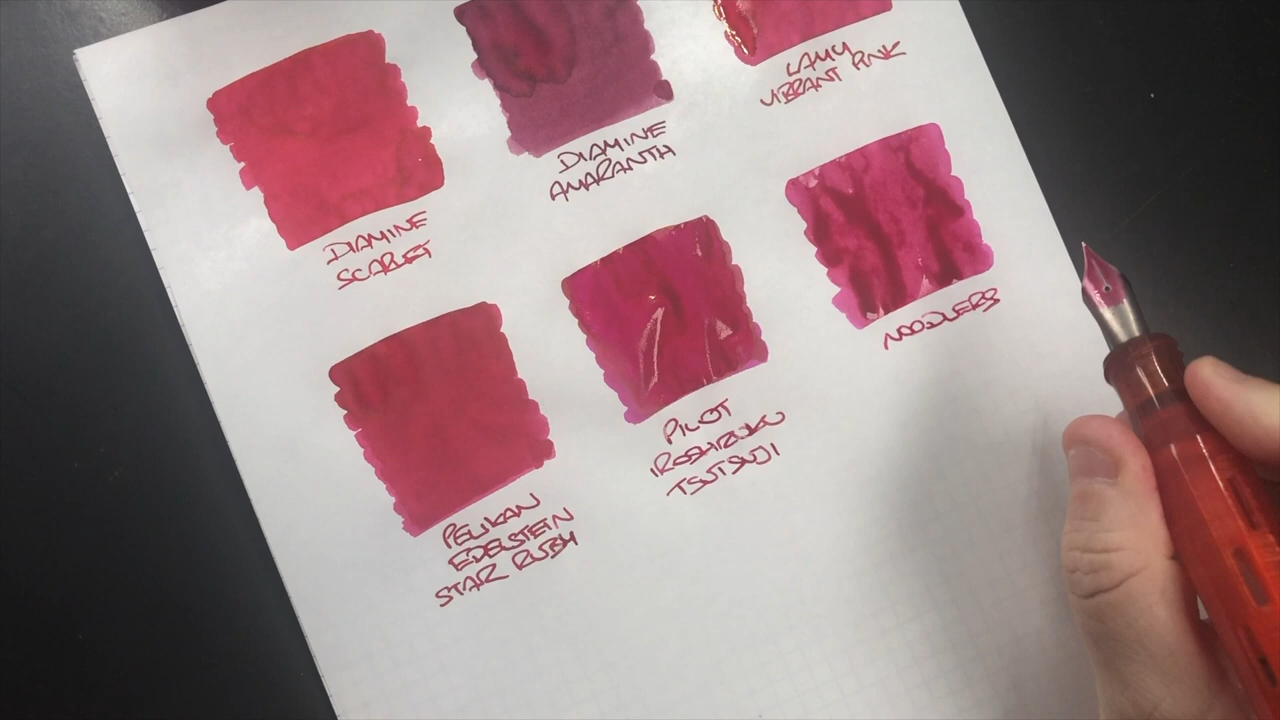 LAMY
VIBRANT PINK
DIAMINE
AMARANTH
DIAMINE
SCARLET
NOODLERS
PILOT
IROSHIZUKU
TSUTSUJI
PELIKAN
EDELSTEIN
STAR RUBY